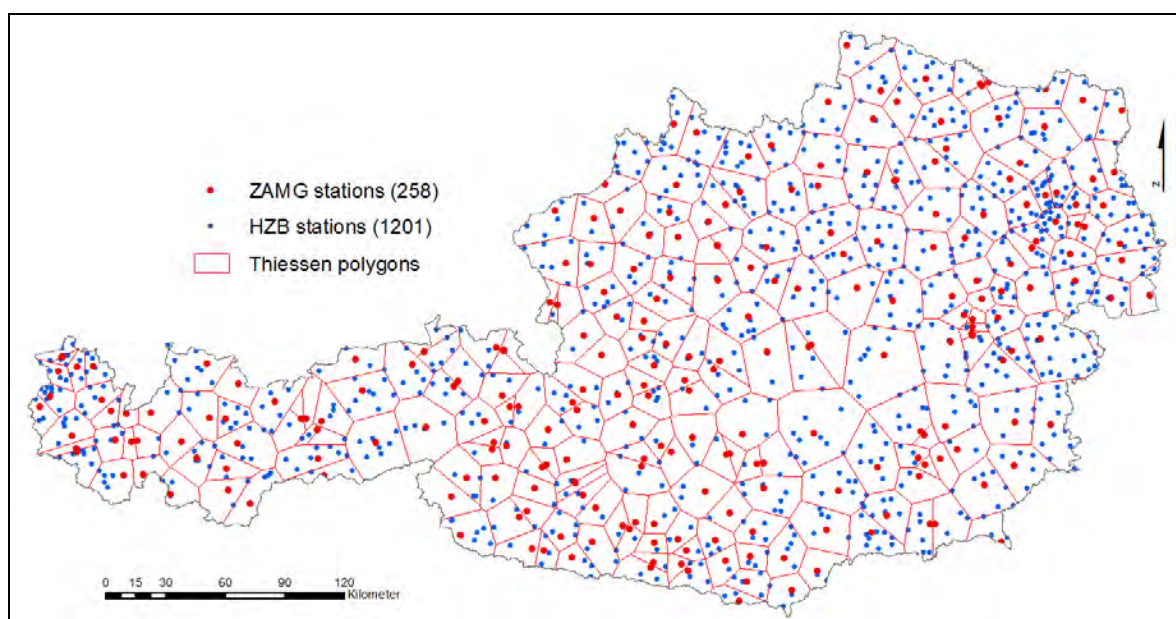 ZAMG stations (258)
HZB stations (1201)
Thiessen polygons
N
0 15 30 60 90 120
Kilometer